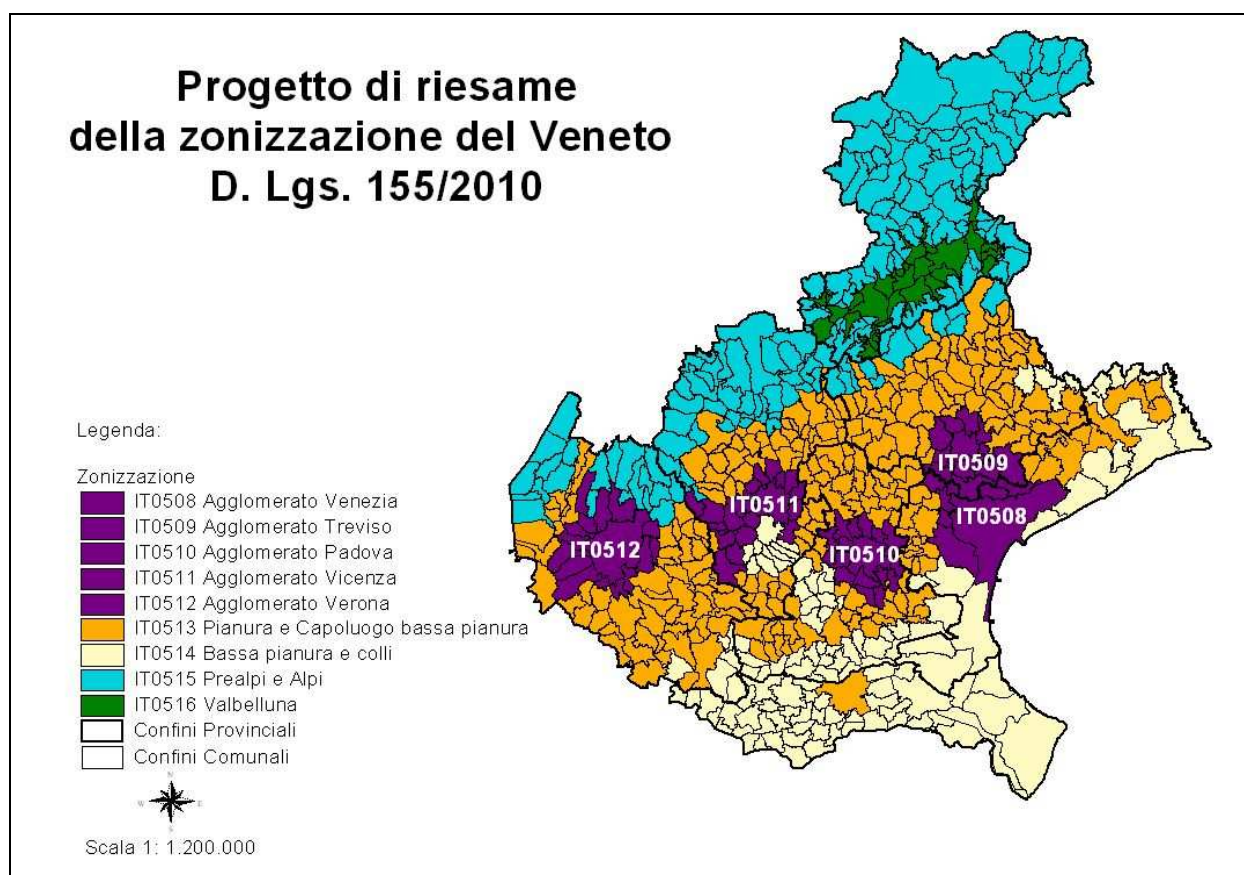 Progetto di riesame
della zonizzazione del Veneto
D. Lgs. 155/2010
Legenda:
Zonizzazione
IT0508 Agglomerato Venezia
IT0509 Agglomerato Treviso
IT0510 Agglomerato Padova
IT0511 Agglomerato Vicenza
IT0512 Agglomerato Verona
IT0513 Pianura e Capoluogo bassa pianura
IT0514 Bassa pianura e colli
IT0515 Prealpi e Alpi
IT0516 Valbelluna
Confini Provinciali
Confini Comunali
N
W E
S
Scala 1: 1.200.000
IT0509
IT0511
IT0508
IT0512
IT0510